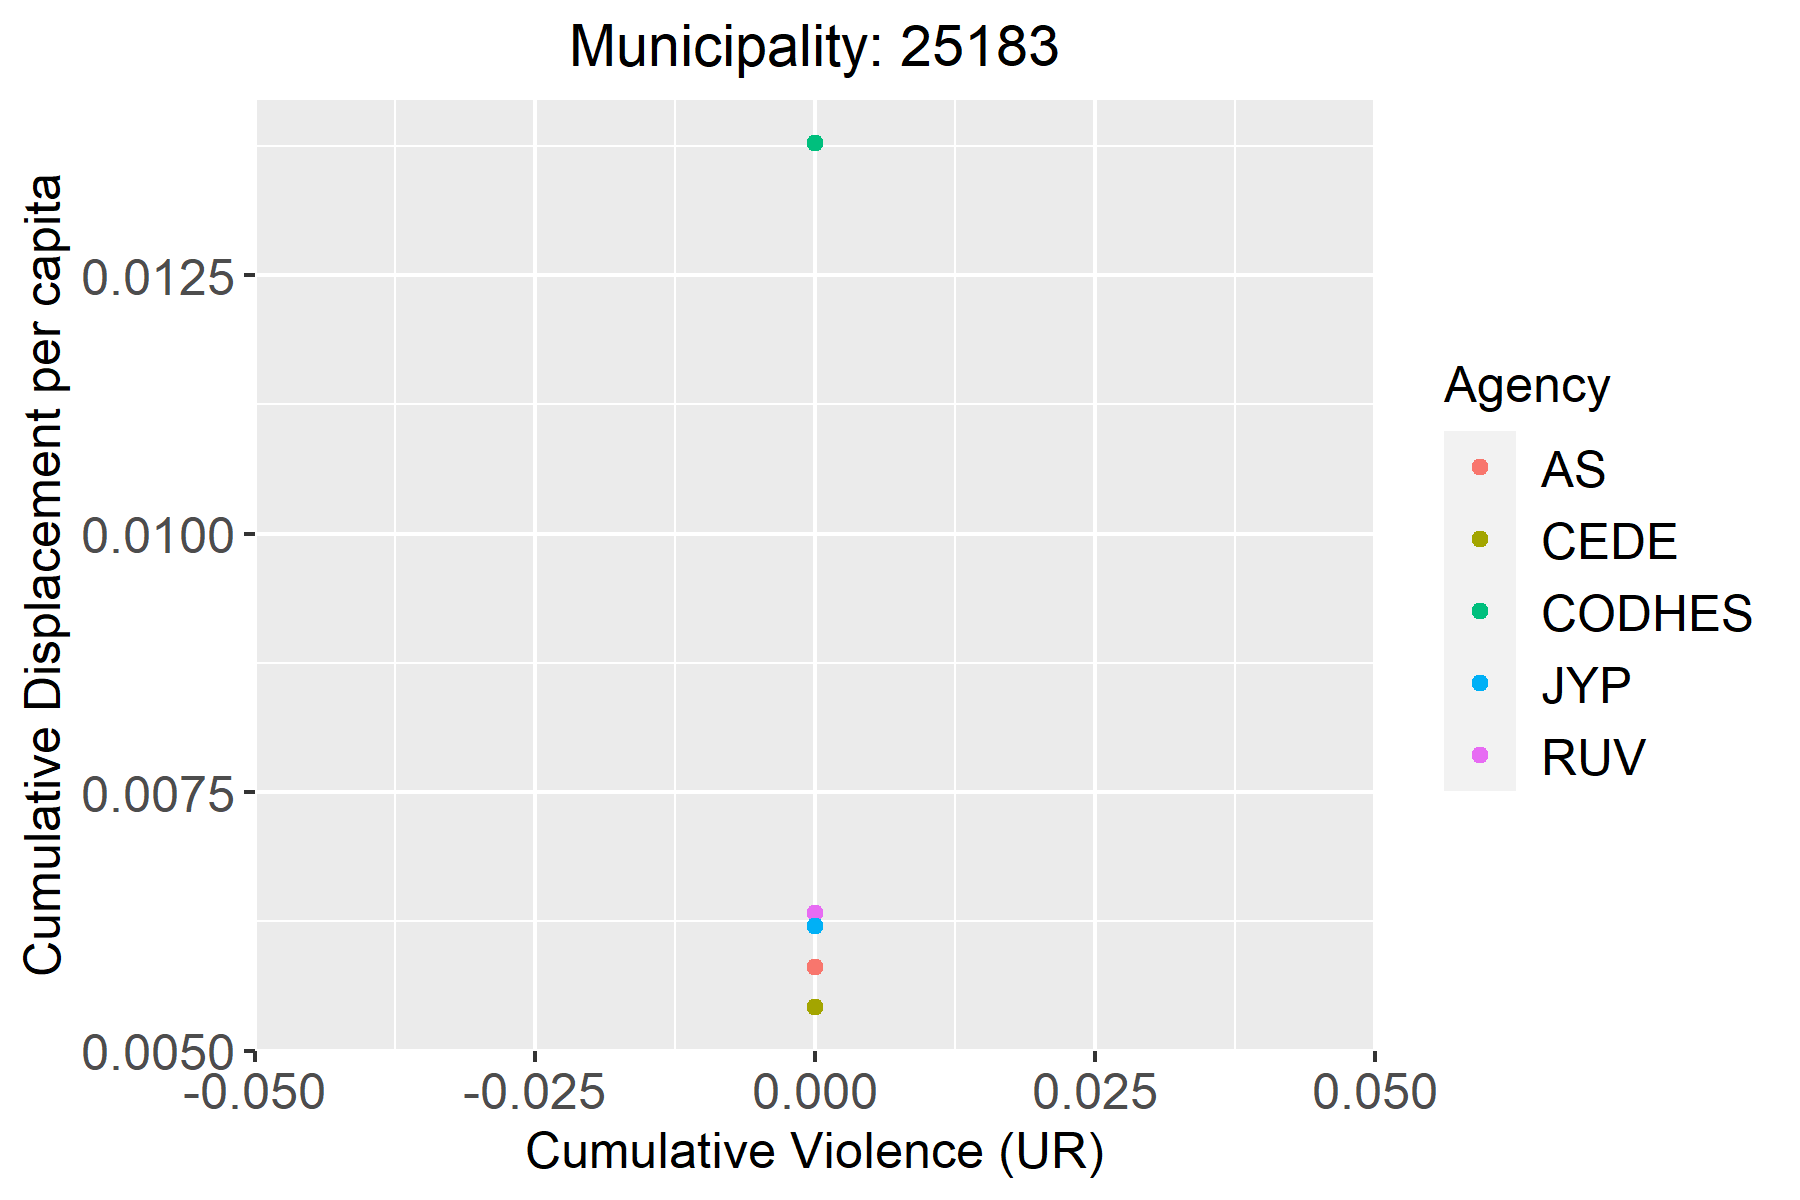 Municipality: 25183
Cumulative Displacement per capita
0.0125
0.0100
0.0075
0.0050
-0.050
-0.025
0.000
0.025
0.050
Cumulative Violence (UR)
Agency
AS
CEDE
CODHES
JYP
RUV